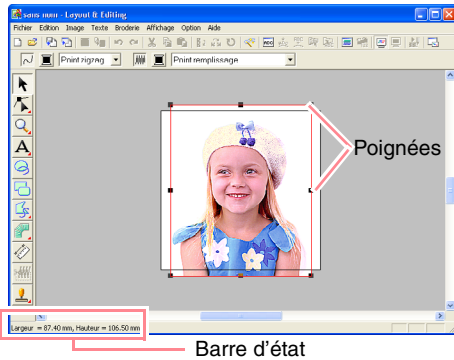 sans nom - Layout & Editing
Fichier Edition Image Texte Broderie Affichage Option Aide
Point zigzag Point remplissage
Poignées
Largeur = 87.40 mm, Hauteur = 106.50 mm
Barre d'état